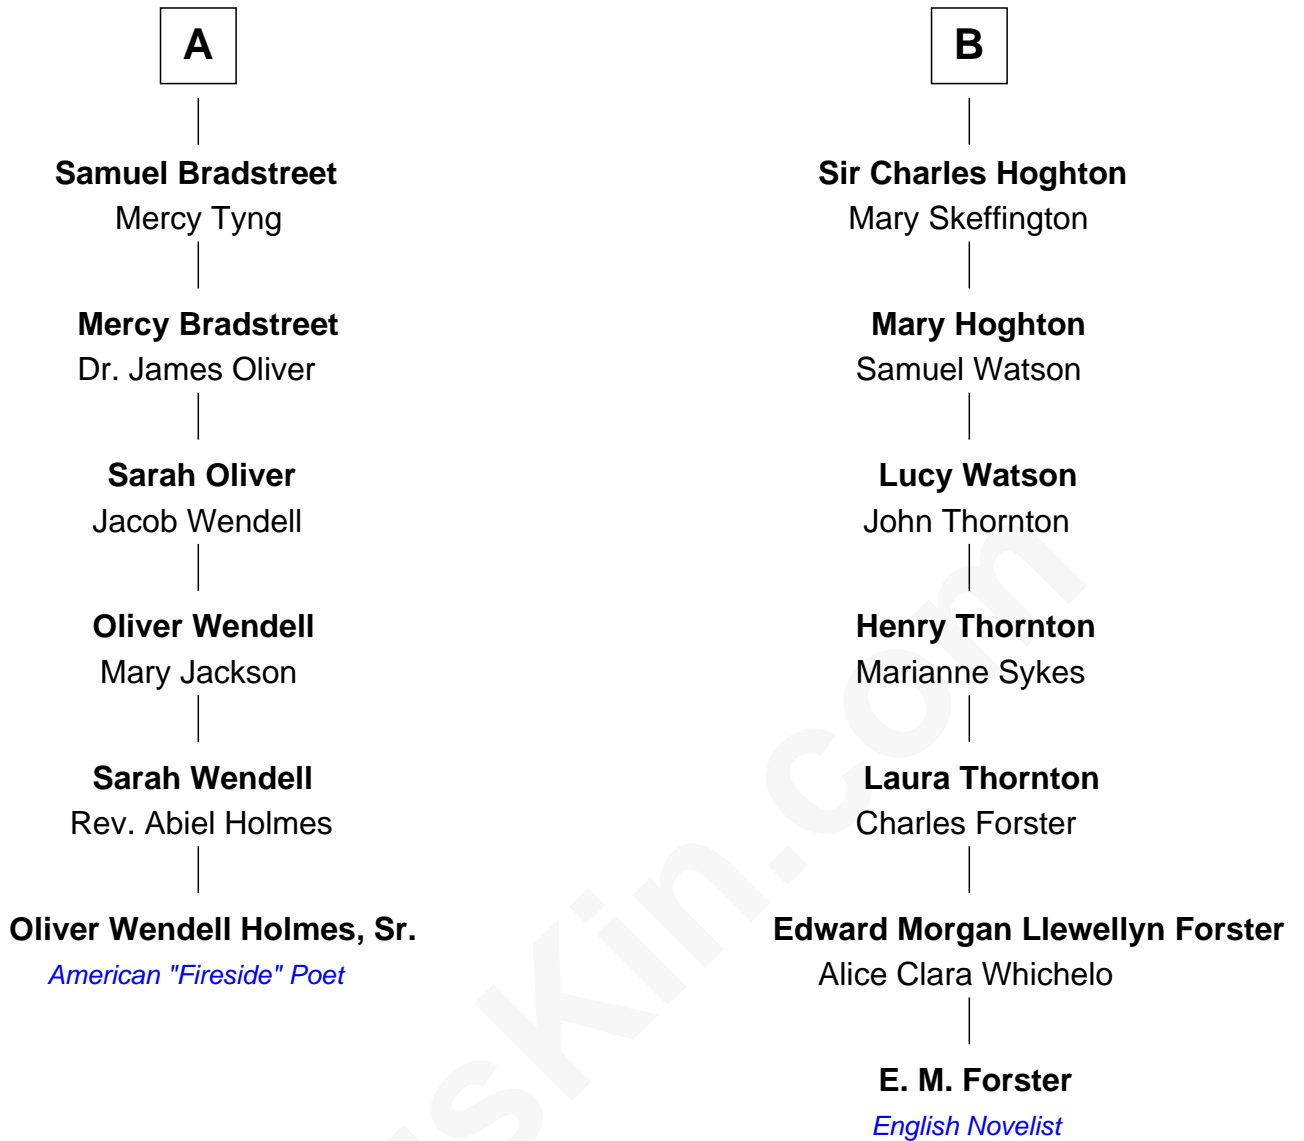 A
Samuel Bradstreet
Mercy Tyng
Mercy Bradstreet
Dr. James Oliver
Sarah Oliver
Jacob Wendell
Oliver Wendell
Mary Jackson
Sarah Wendell
Rev. Abiel Holmes
Oliver Wendell Holmes, Sr.
American "Fireside" Poet
B
Sir Charles Hoghton
Mary Skeffington
Mary Hoghton
Samuel Watson
Lucy Watson
John Thornton
Henry Thornton
Marianne Sykes
Laura Thornton
Charles Forster
Edward Morgan Llewellyn Forster
Alice Clara Whichelo
E. M. Forster
English Novelist